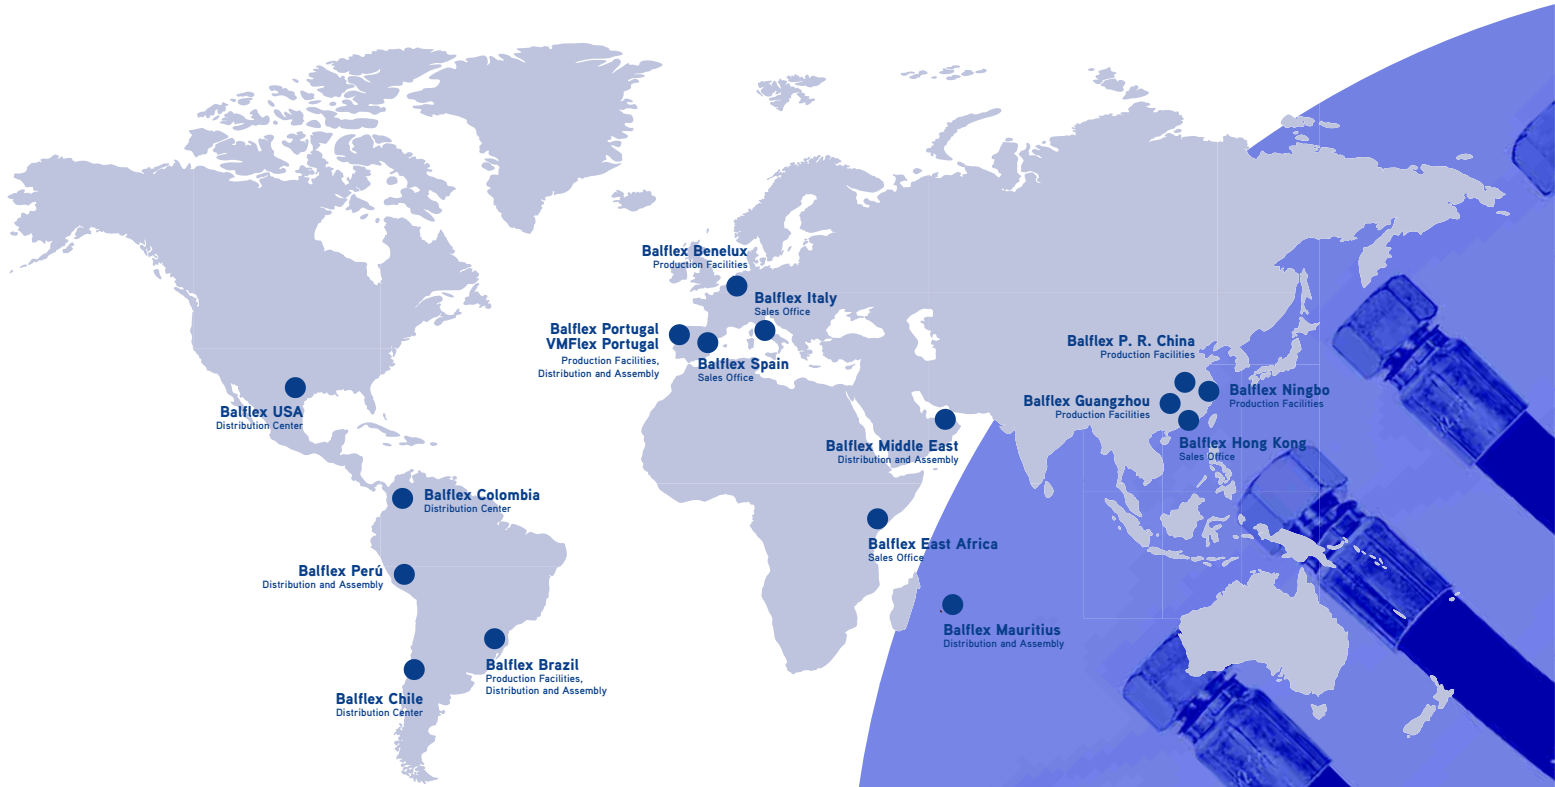 Balflex Benelux
Production Facilities
Balflex Italy
Sales Office
Balflex Portugal
VMFlex Portugal
Production Facilities,
Distribution and Assembly
Balflex Spain
Sales Office
Balflex P. R. China
Production Facilities
Balflex Ningbo
Production Facilities
Balflex Guangzhou
Production Facilities
Balflex Hong Kong
Sales Office
Balflex USA
Distribution Center
Balflex Middle East
Distribution and Assembly
Balflex Colombia
Distribution Center
Balflex East Africa
Sales Office
Balflex Perú
Distribution and Assembly
Balflex Mauritius
Distribution and Assembly
Balflex Brazil
Production Facilities,
Distribution and Assembly
Balflex Chile
Distribution Center